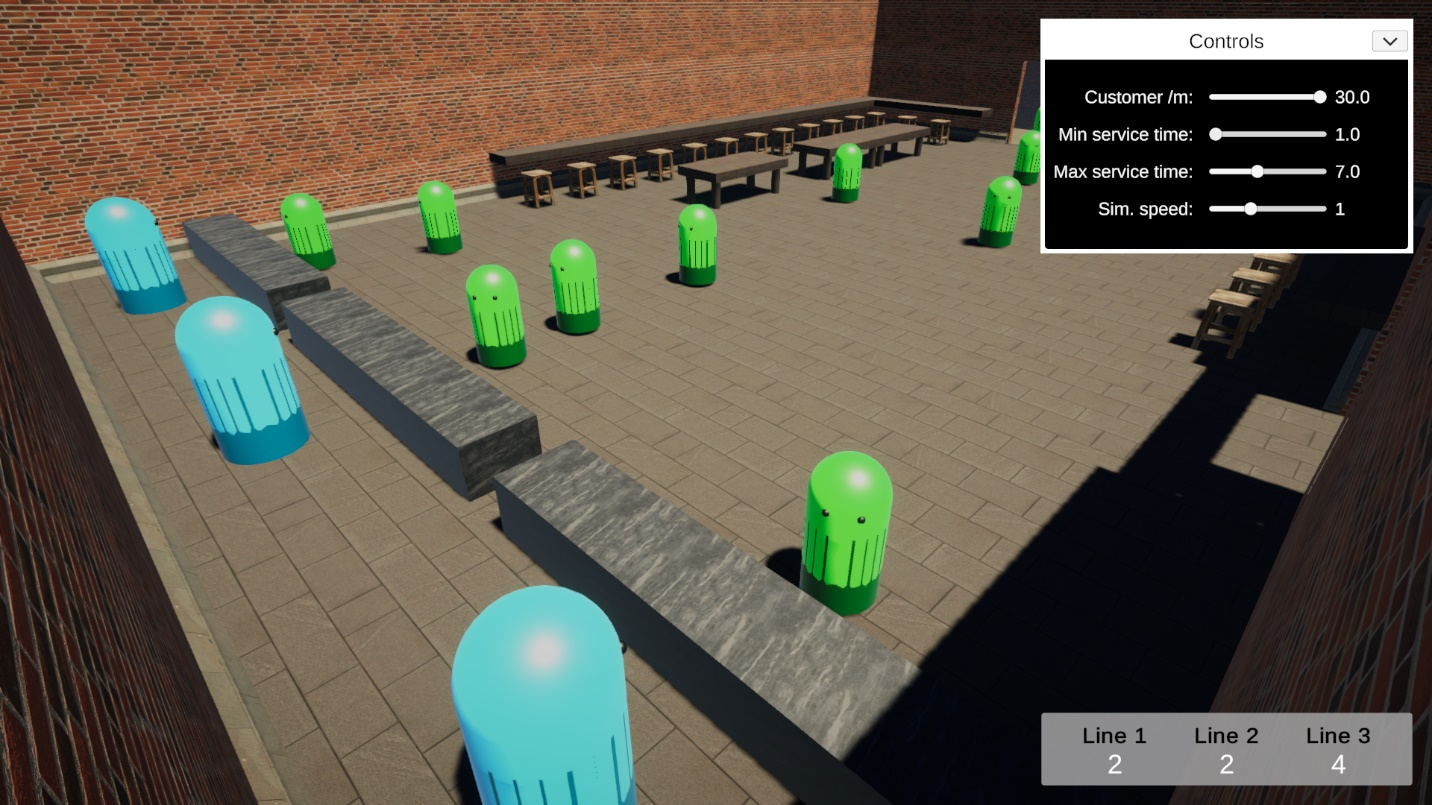 Controls
Customer /m: 30.0
Min service time: 1.0
Max service time: 7.0
Sim. speed: 1
Line 1 Line 2 Line 3
2 2 4